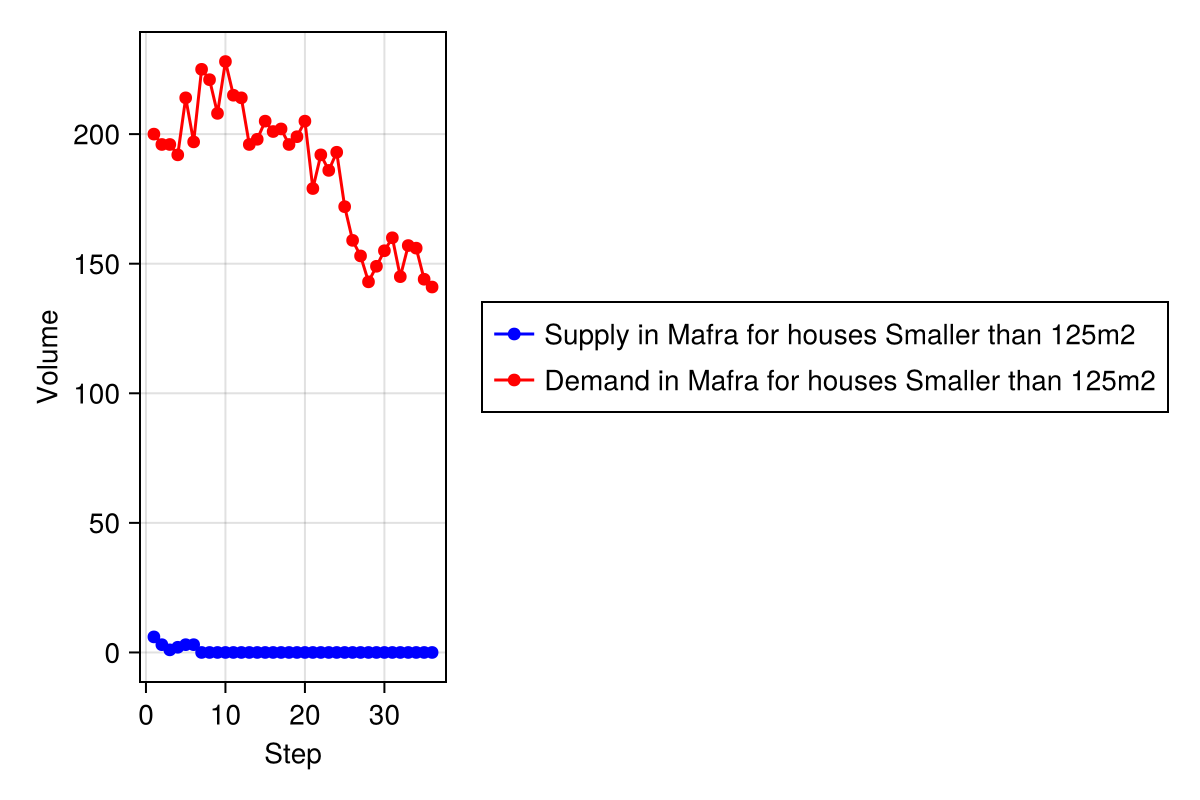 200
150
100
50
0
Volume
0 10 20 30
Step
Supply in Mafra for houses Smaller than 125m2
Demand in Mafra for houses Smaller than 125m2